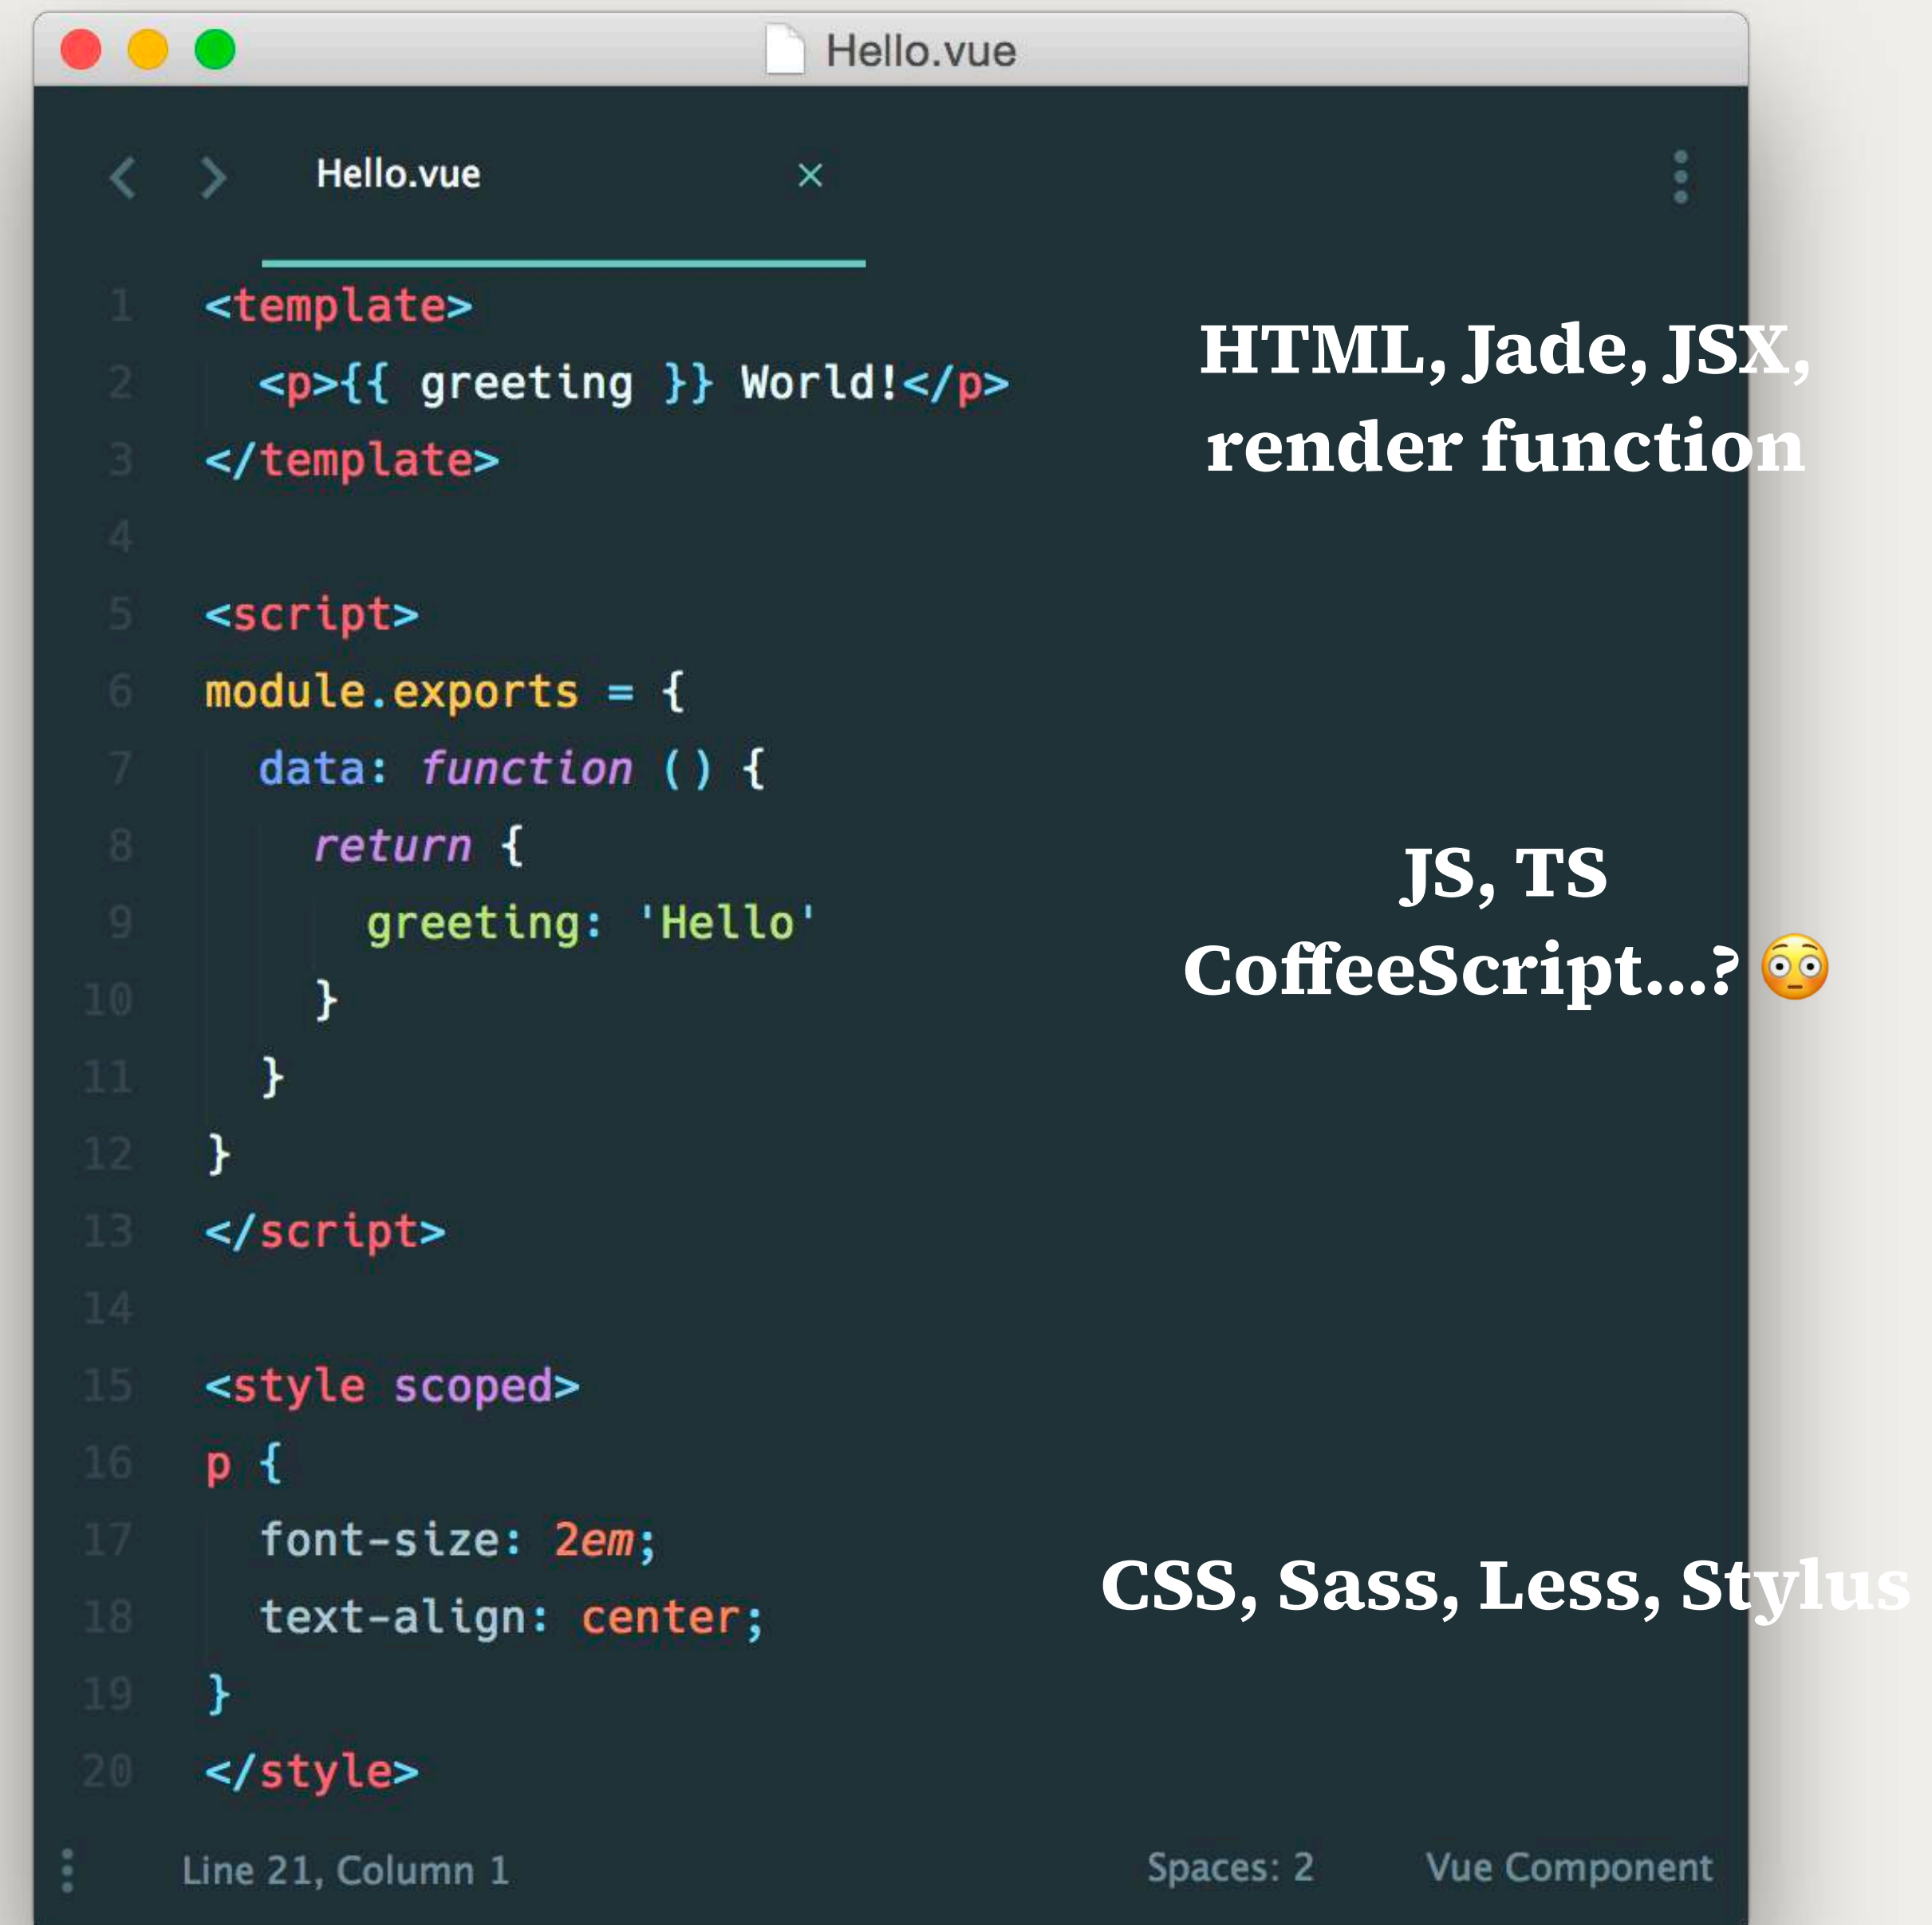 Hello.vue
Hello.vue
1 <template>
2   <p>{{ greeting }} World!</p>
3 </template>
HTML, Jade, JSX,
render function
4
5 <script>
6 module.exports = {
7   data: function () {
8     return {
9       greeting: 'Hello'
10     }
11   }
12 }
13 </script>
JS, TS
CoffeeScript...? 😳
14
15 <style scoped>
16 p {
17   font-size: 2em;
18   text-align: center;
19 }
20 </style>
CSS, Sass, Less, Stylus
Line 21, Column 1
Spaces: 2
Vue Component